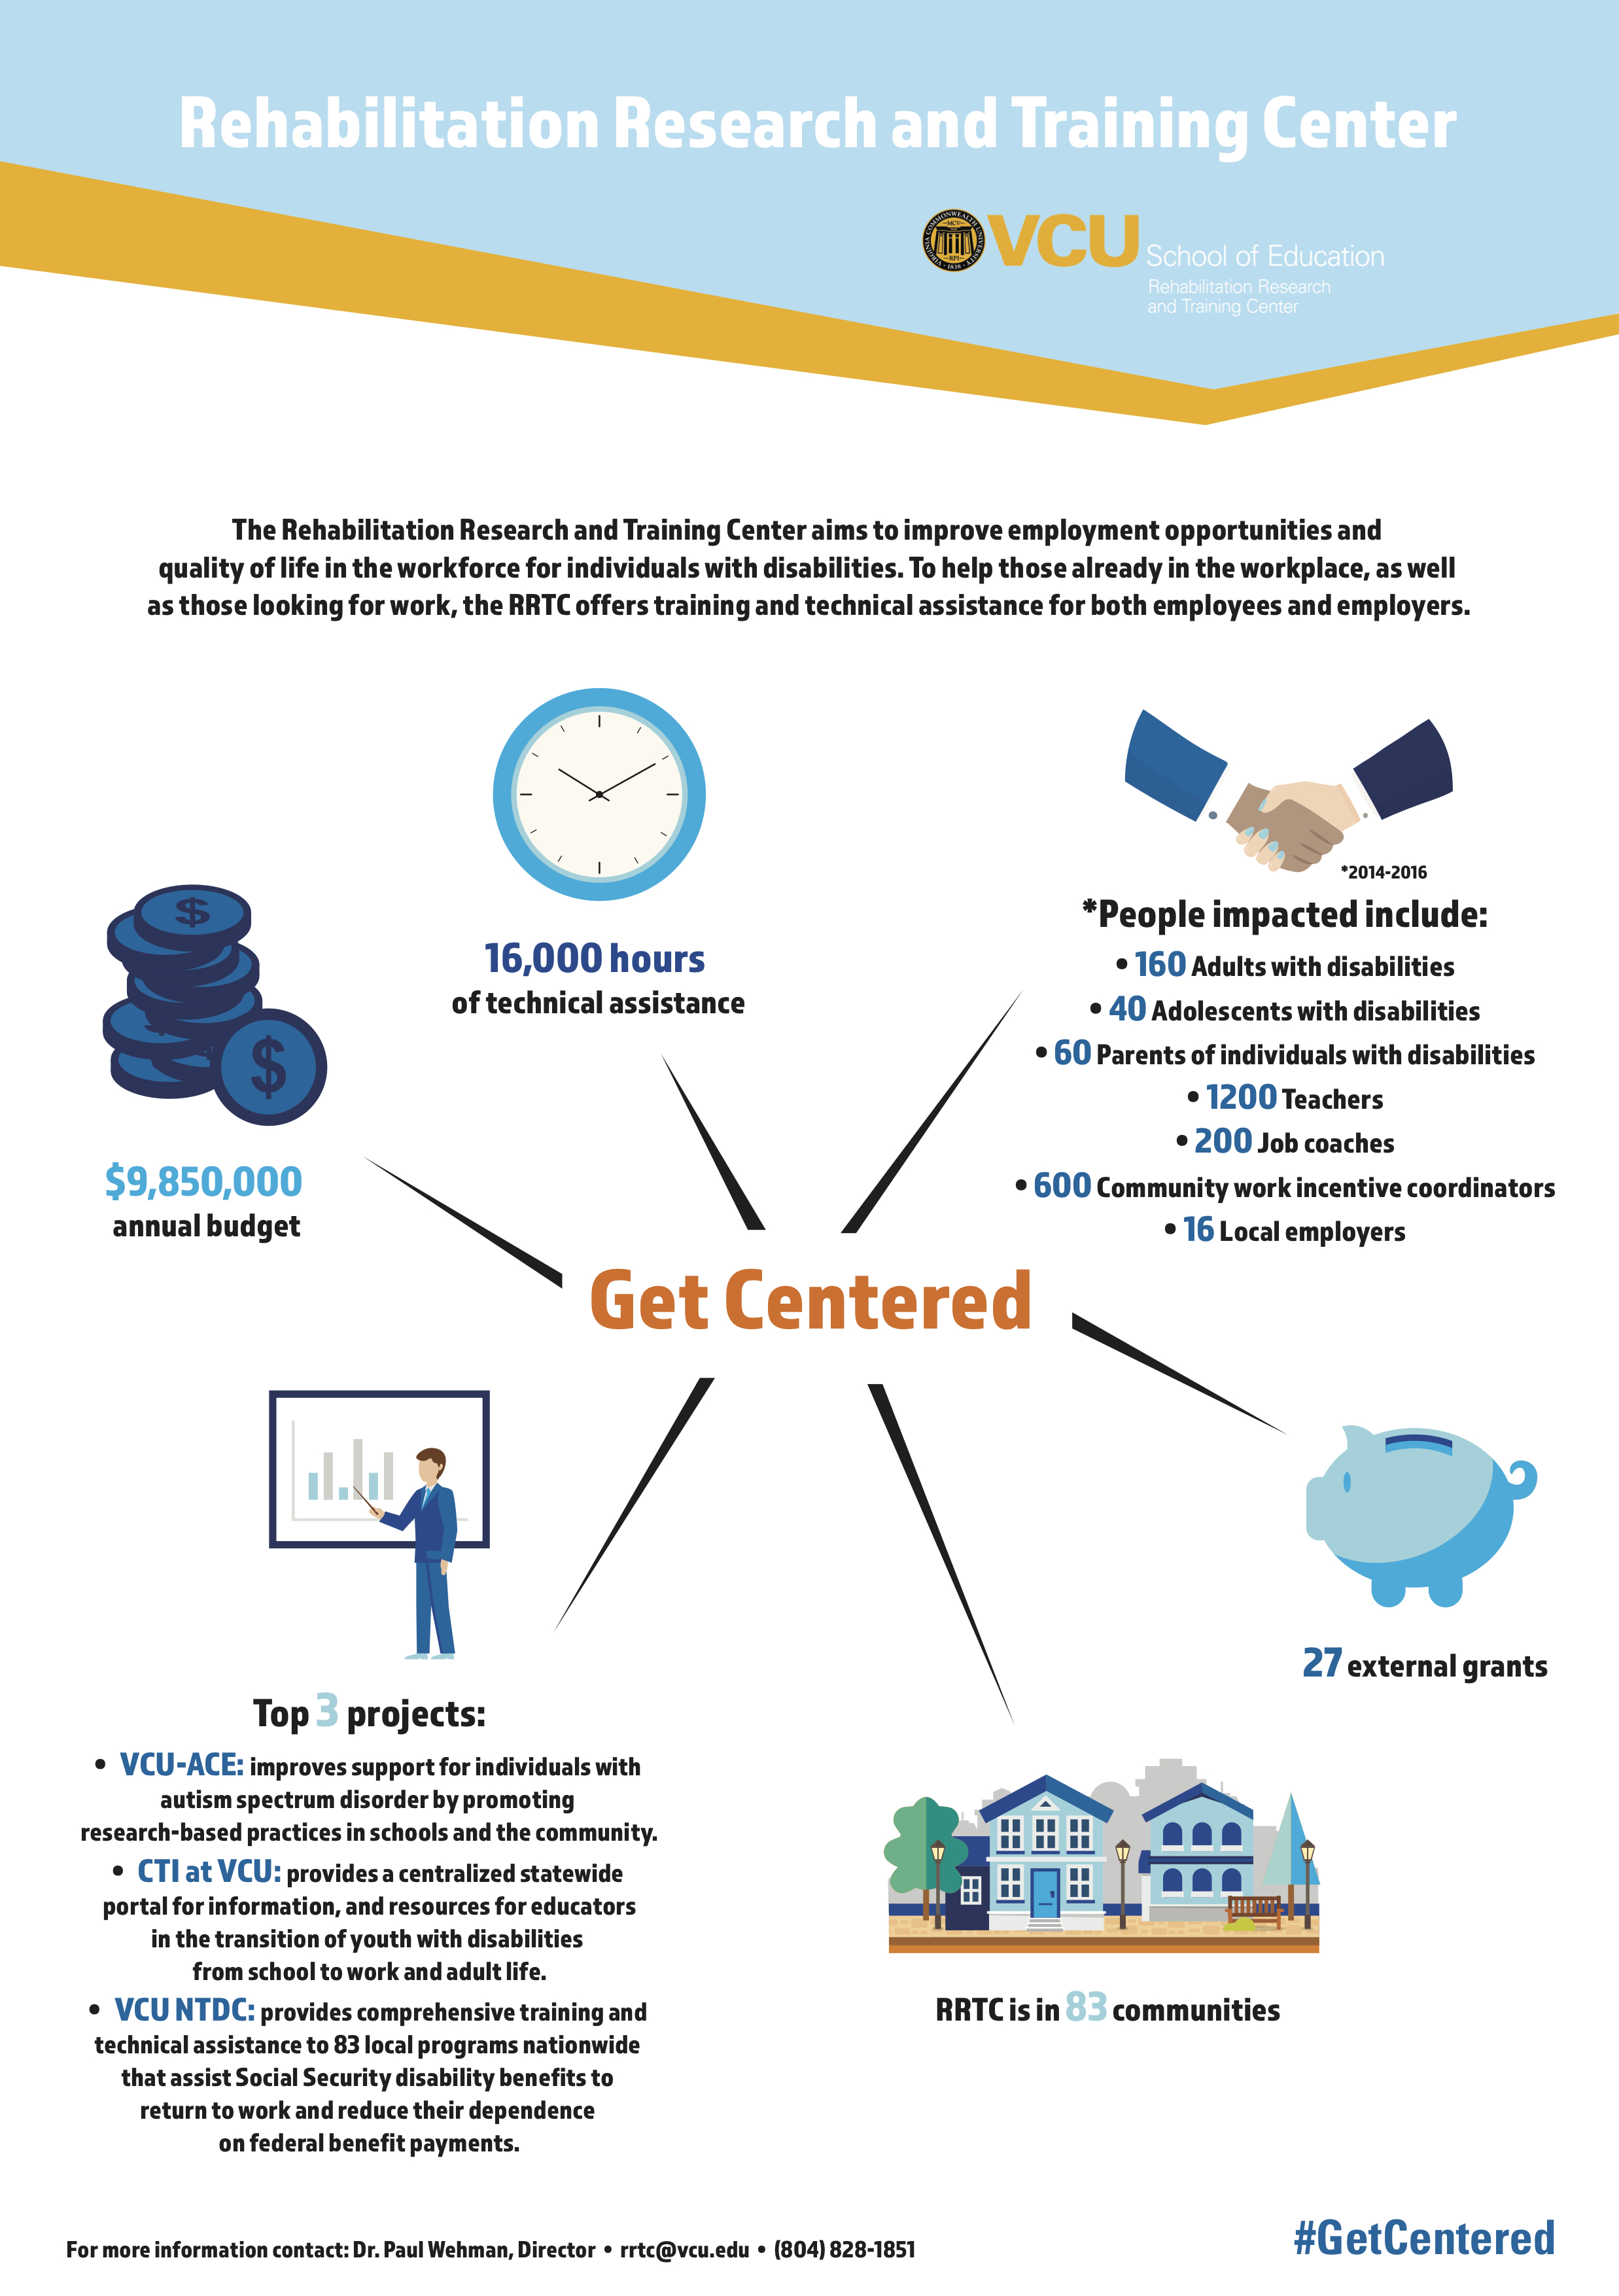 Rehabilitation Research and Training Center
VIRGINIA COMMONWEALTH UNIVERSITY
MCV
RPI
1838
VCU
School of Education
Rehabilitation Research
and Training Center
The Rehabilitation Research and Training Center aims to improve employment opportunities and
quality of life in the workforce for individuals with disabilities. To help those already in the workplace, as well
as those looking for work, the RRTC offers training and technical assistance for both employees and employers.
$
$
$9,850,000
annual budget
16,000 hours
of technical assistance
*2014-2016
*People impacted include:
• 160 Adults with disabilities
• 40 Adolescents with disabilities
• 60 Parents of individuals with disabilities
• 1200 Teachers
• 200 Job coaches
• 600 Community work incentive coordinators
• 16 Local employers
Get Centered
27 external grants
Top 3 projects:
• VCU-ACE: improves support for individuals with
autism spectrum disorder by promoting
research-based practices in schools and the community.
• CTI at VCU: provides a centralized statewide
portal for information, and resources for educators
in the transition of youth with disabilities
from school to work and adult life.
• VCU NTDC: provides comprehensive training and
technical assistance to 83 local programs nationwide
that assist Social Security disability benefits to
return to work and reduce their dependence
on federal benefit payments.
RRTC is in 83 communities
For more information contact: Dr. Paul Wehman, Director • rrtc@vcu.edu • (804) 828-1851
#GetCentered